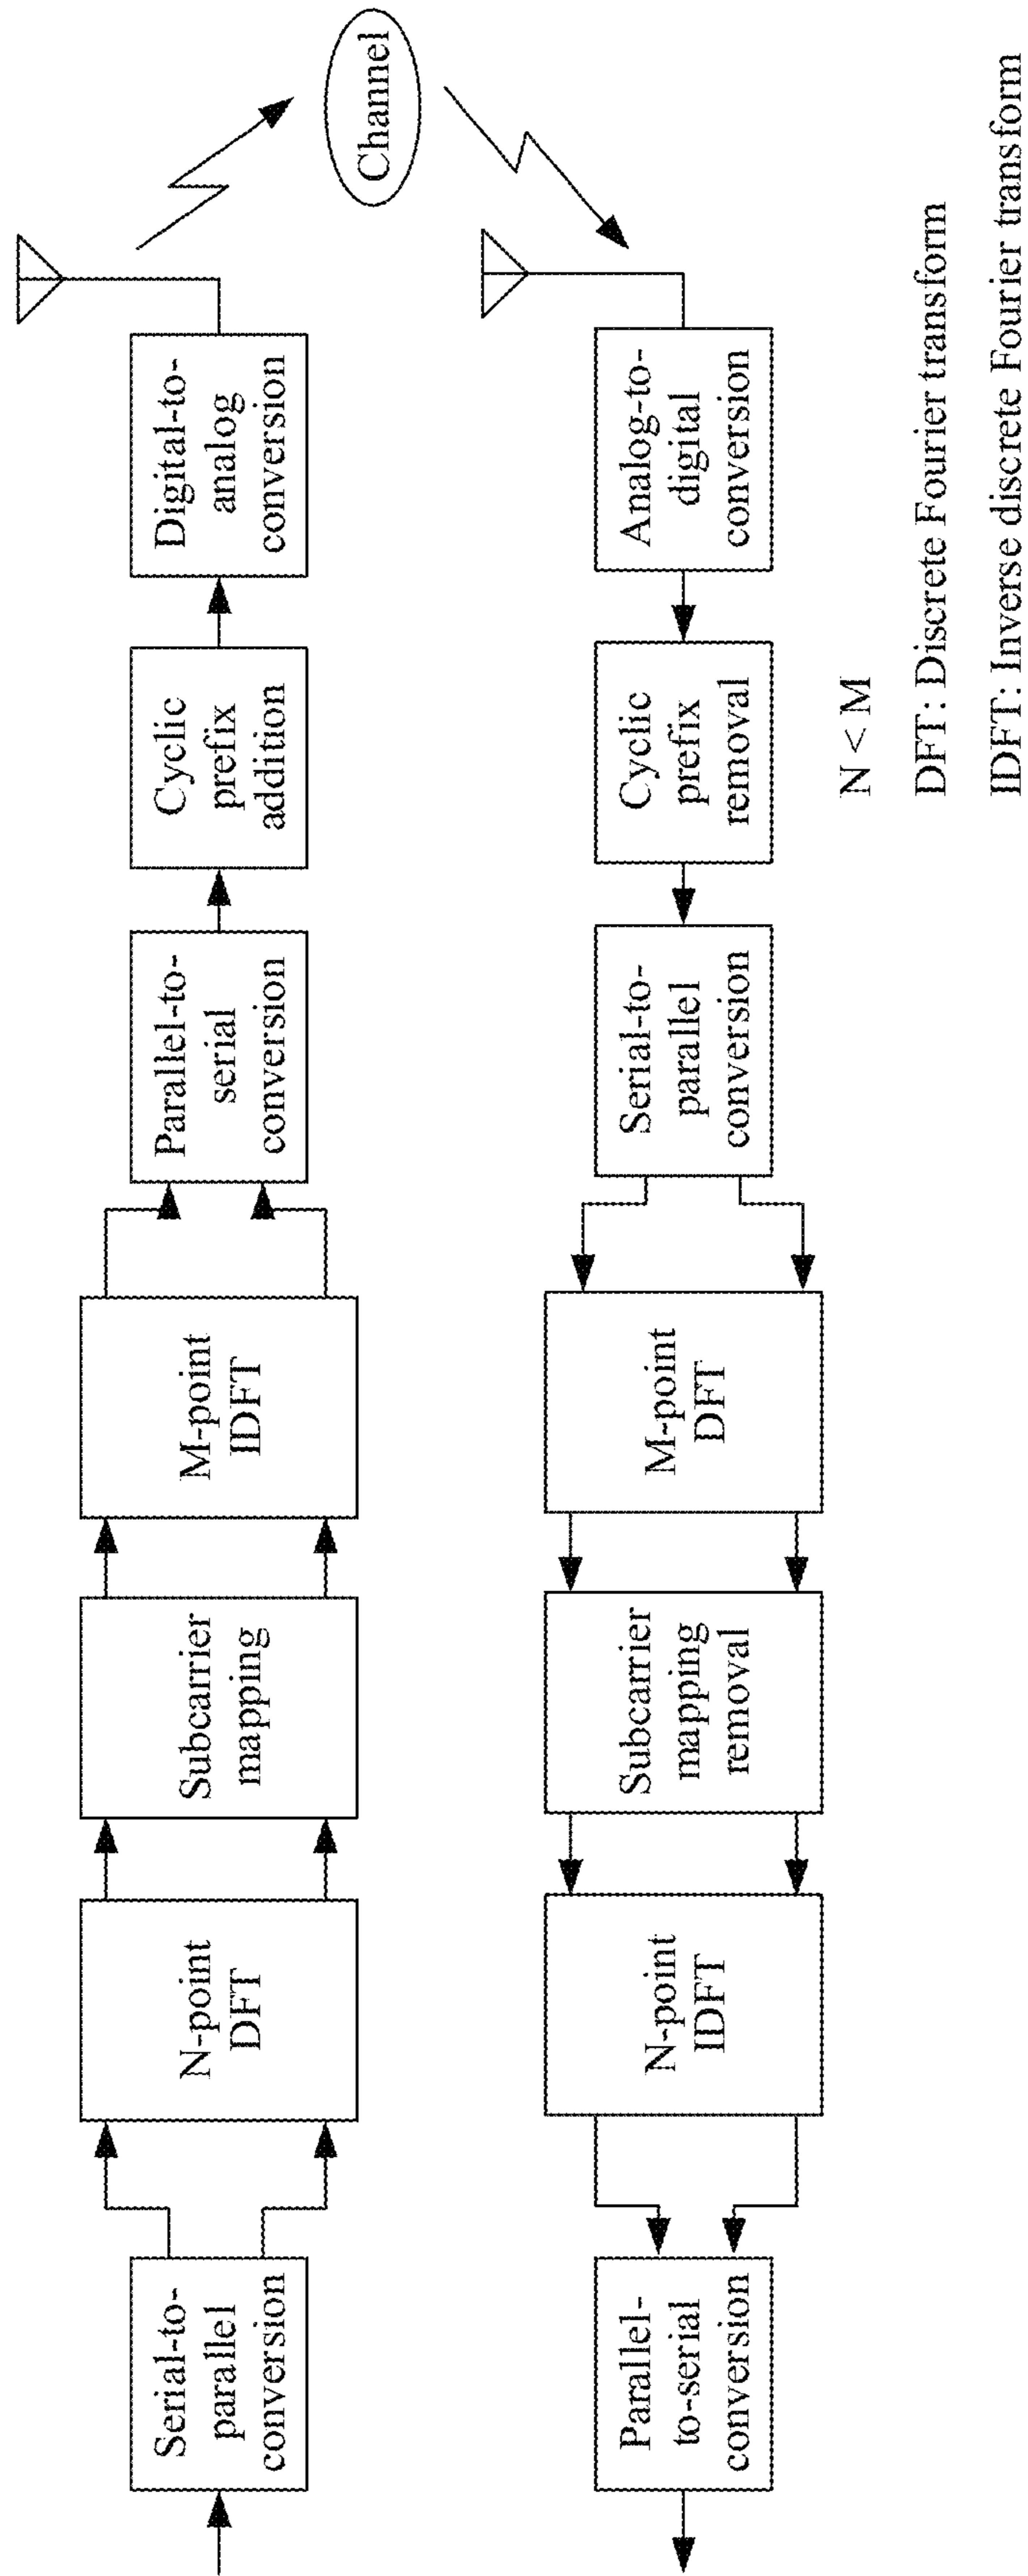 Serial-to-
parallel
conversion
N-point
DFT
Subcarrier
mapping
M-point
IDFT
Parallel-to-
serial
conversion
Cyclic
prefix
addition
Digital-to-
analog
conversion
Channel
Parallel-
to-serial
conversion
N-point
IDFT
Subcarrier
mapping
removal
M-point
DFT
Serial-to-
parallel
conversion
Cyclic
prefix
removal
Analog-to-
digital
conversion
N < M
DFT: Discrete Fourier transform
IDFT: Inverse discrete Fourier transform